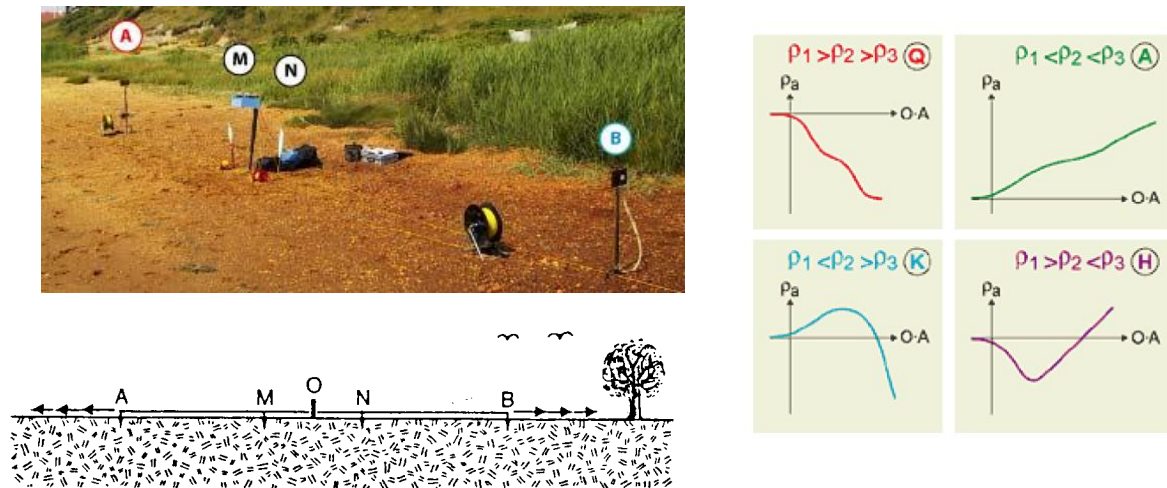 A
M
N
B
A M O N B
ρ1 >ρ2 >ρ3 Q
ρa
O·A
ρ1 <ρ2 <ρ3 A
ρa
O·A
ρ1 <ρ2 >ρ3 K
ρa
O·A
ρ1 >ρ2 <ρ3 H
ρa
O·A